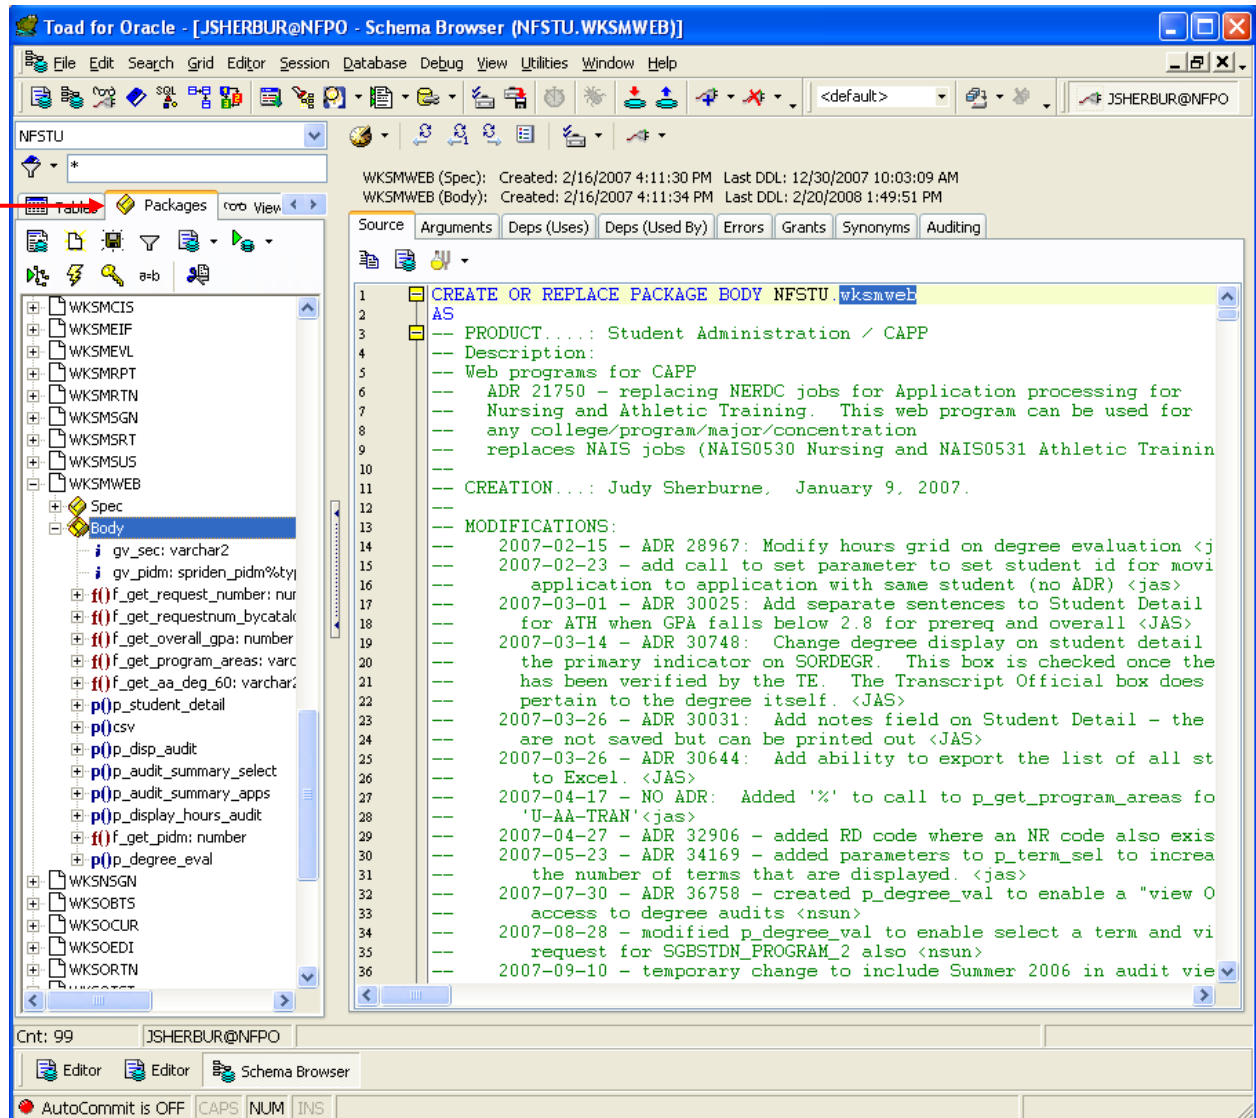 Toad for Oracle - [JSHERBUR@NFPO - Schema Browser (NFSTU.WKSMWEB)]
File Edit Search Grid Editor Session Database Debug View Utilities Window Help
SQL <default> JSHERBUR@NFPO
NFSTU
*
Tables Packages View
a=b
WKSMCIS
WKSMEIF
WKSMEVL
WKSMRPT
WKSMRTN
WKSMSGN
WKSMSRT
WKSMSUS
WKSMWEB
Spec
Body
gv_sec: varchar2
gv_pidm: spriden_pidm%ty
f() f_get_request_number: nu
f() f_get_requestnum_bycatal
f() f_get_overall_gpa: number
f() f_get_program_areas: varc
f() f_get_aa_deg_60: varchar2
p() p_student_detail
p() csv
p() p_disp_audit
p() p_audit_summary_select
p() p_audit_summary_apps
p() p_display_hours_audit
f() f_get_pidm: number
p() p_degree_eval
WKSNSGN
WKSOBTS
WKSOCUR
WKSOEDI
WKSORTN
WKSMWEB (Spec): Created: 2/16/2007 4:11:30 PM Last DDL: 12/30/2007 10:03:09 AM
WKSMWEB (Body): Created: 2/16/2007 4:11:34 PM Last DDL: 2/20/2008 1:49:51 PM
Source Arguments Deps (Uses) Deps (Used By) Errors Grants Synonyms Auditing
1 CREATE OR REPLACE PACKAGE BODY NFSTU.wksmweb
2 AS
3 -- PRODUCT....: Student Administration / CAPP
4 -- Description:
5 -- Web programs for CAPP
6 -- ADR 21750 - replacing NERDC jobs for Application processing for
7 -- Nursing and Athletic Training. This web program can be used for
8 -- any college/program/major/concentration
9 -- replaces NAIS jobs (NAIS0530 Nursing and NAIS0531 Athletic Trainin
10 --
11 -- CREATION...: Judy Sherburne, January 9, 2007.
12 --
13 -- MODIFICATIONS:
14 -- 2007-02-15 - ADR 28967: Modify hours grid on degree evaluation <j
15 -- 2007-02-23 - add call to set parameter to set student id for movi
16 -- application to application with same student (no ADR) <jas>
17 -- 2007-03-01 - ADR 30025: Add separate sentences to Student Detail
18 -- for ATH when GPA falls below 2.8 for prereq and overall <JAS>
19 -- 2007-03-14 - ADR 30748: Change degree display on student detail
20 -- the primary indicator on SORDEGR. This box is checked once the
21 -- has been verified by the TE. The Transcript Official box does
22 -- pertain to the degree itself. <JAS>
23 -- 2007-03-26 - ADR 30031: Add notes field on Student Detail - the
24 -- are not saved but can be printed out <JAS>
25 -- 2007-03-26 - ADR 30644: Add ability to export the list of all st
26 -- to Excel. <JAS>
27 -- 2007-04-17 - NO ADR: Added '%' to call to p_get_program_areas fo
28 -- 'U-AA-TRAN'<jas>
29 -- 2007-04-27 - ADR 32906 - added RD code where an NR code also exis
30 -- 2007-05-23 - ADR 34169 - added parameters to p_term_sel to increa
31 -- the number of terms that are displayed. <jas>
32 -- 2007-07-30 - ADR 36758 - created p_degree_val to enable a "view O
33 -- access to degree audits <nsun>
34 -- 2007-08-28 - modified p_degree_val to enable select a term and vi
35 -- request for SGBSTDN_PROGRAM_2 also <nsun>
36 -- 2007-09-10 - temporary change to include Summer 2006 in audit vie
Cnt: 99 JSHERBUR@NFPO
Editor Editor Schema Browser
AutoCommit is OFF CAPS NUM INS